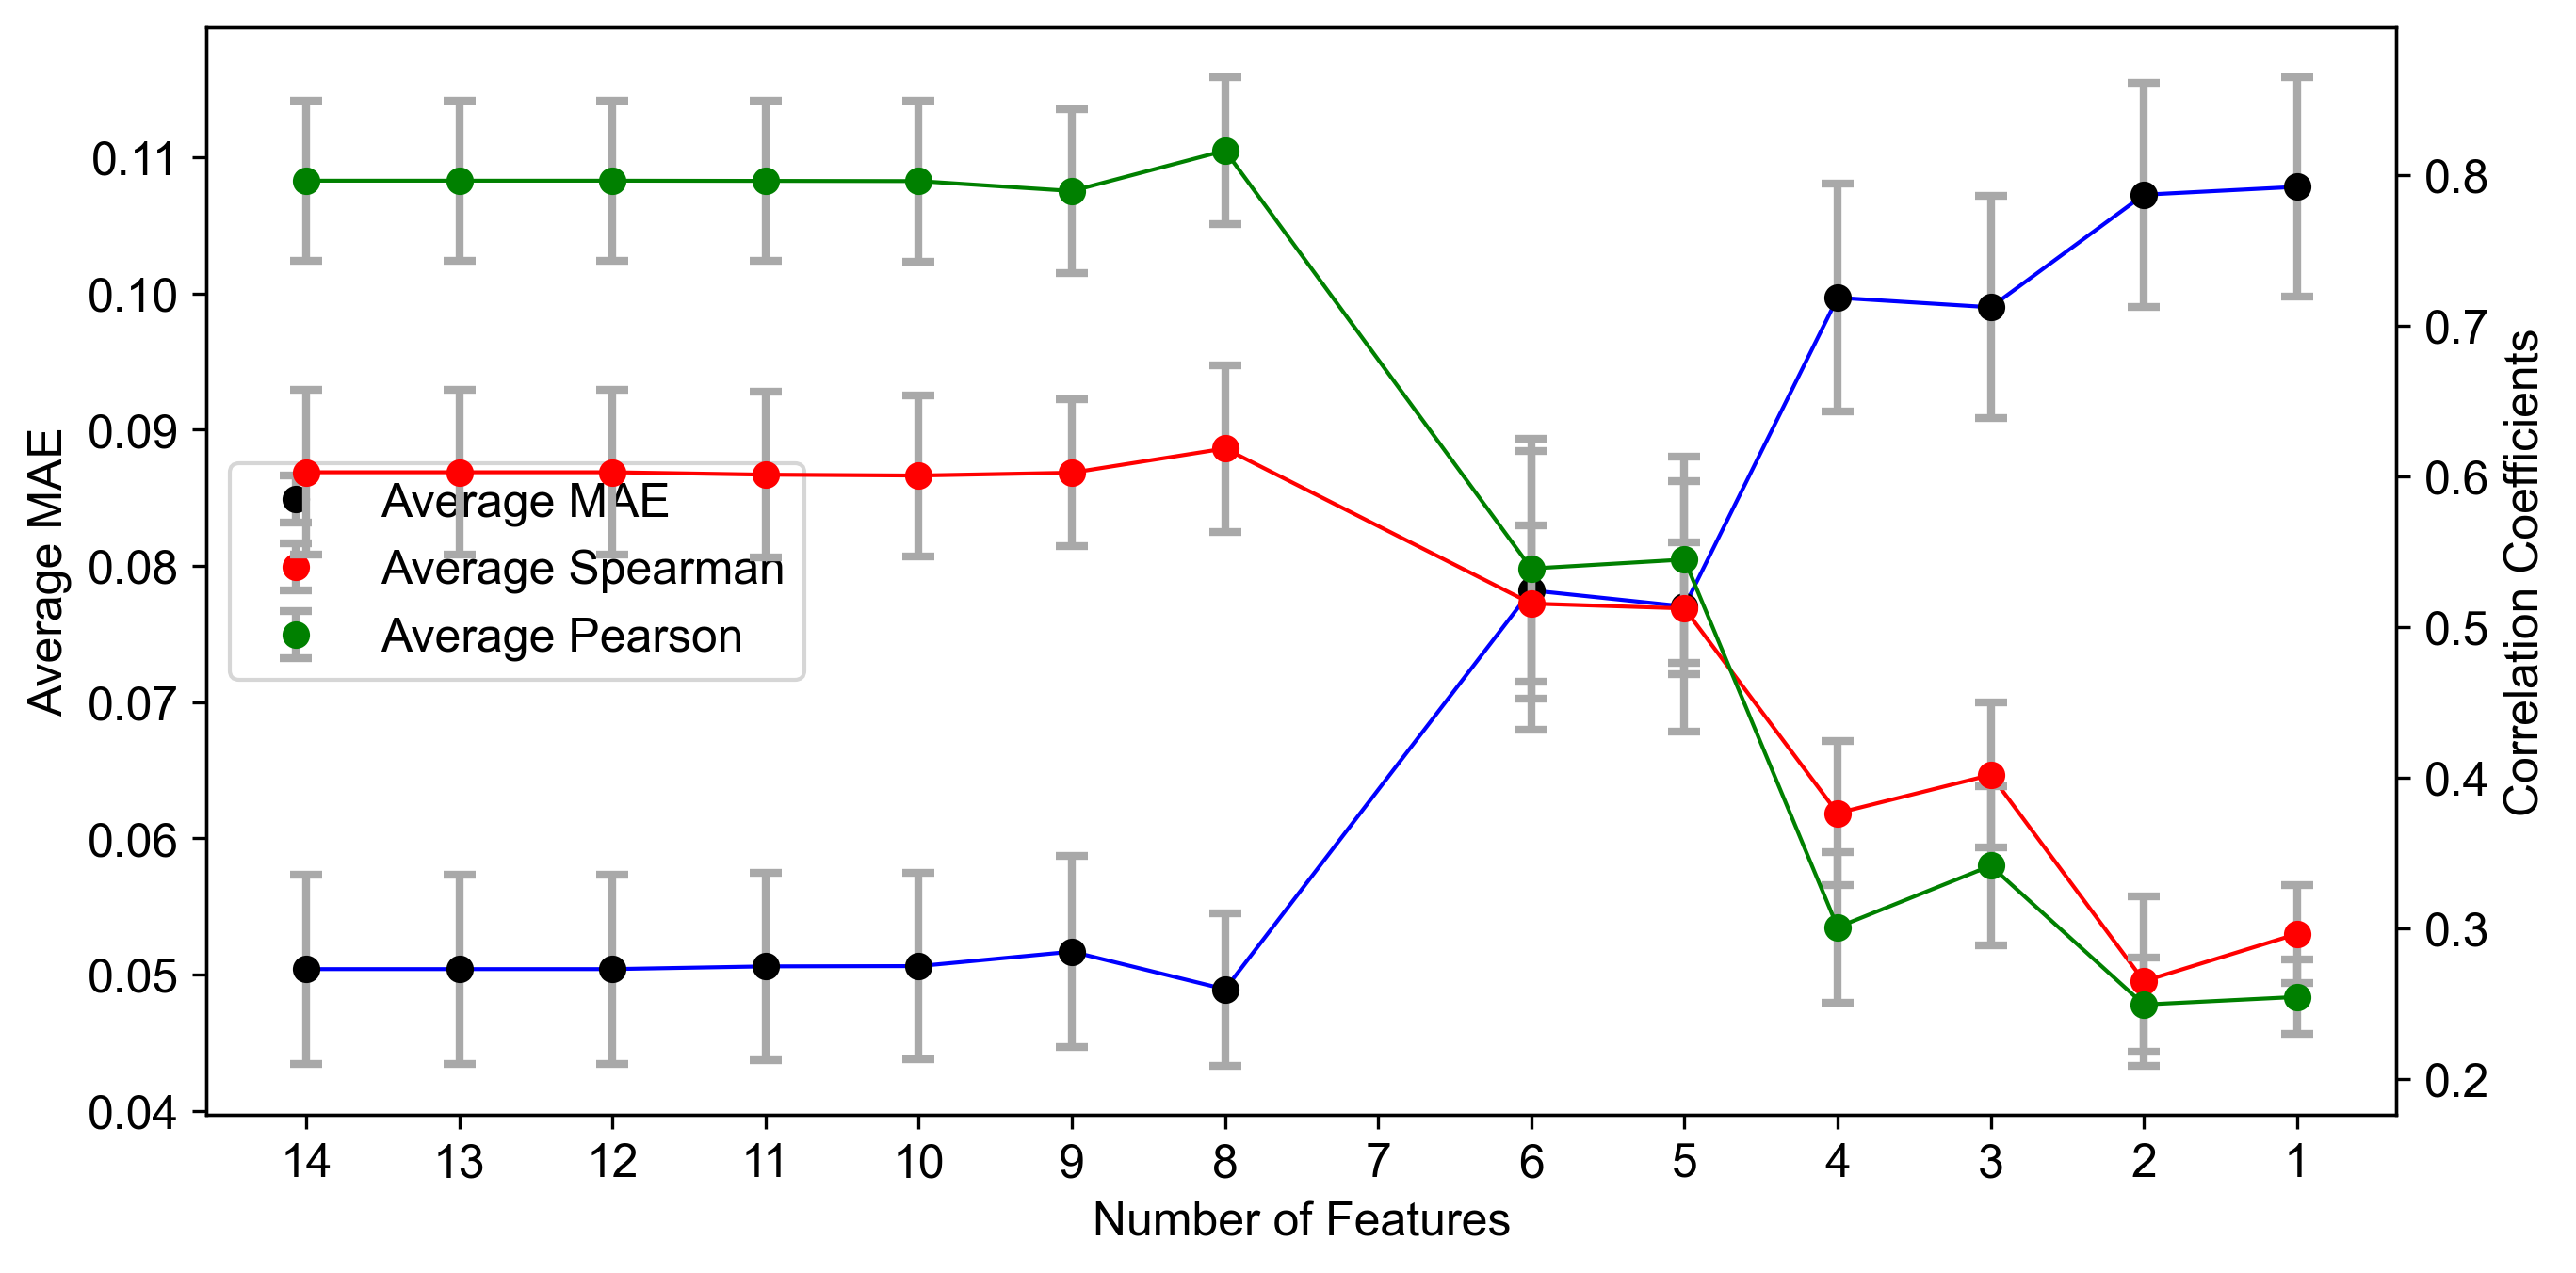 Average MAE
0.11
0.10
0.09
0.08
0.07
0.06
0.05
0.04
Average MAE
Average Spearman
Average Pearson
0.8
0.7
0.6
0.5
0.4
0.3
0.2
Correlation Coefficients
14 13 12 11 10 9 8 7 6 5 4 3 2 1
Number of Features